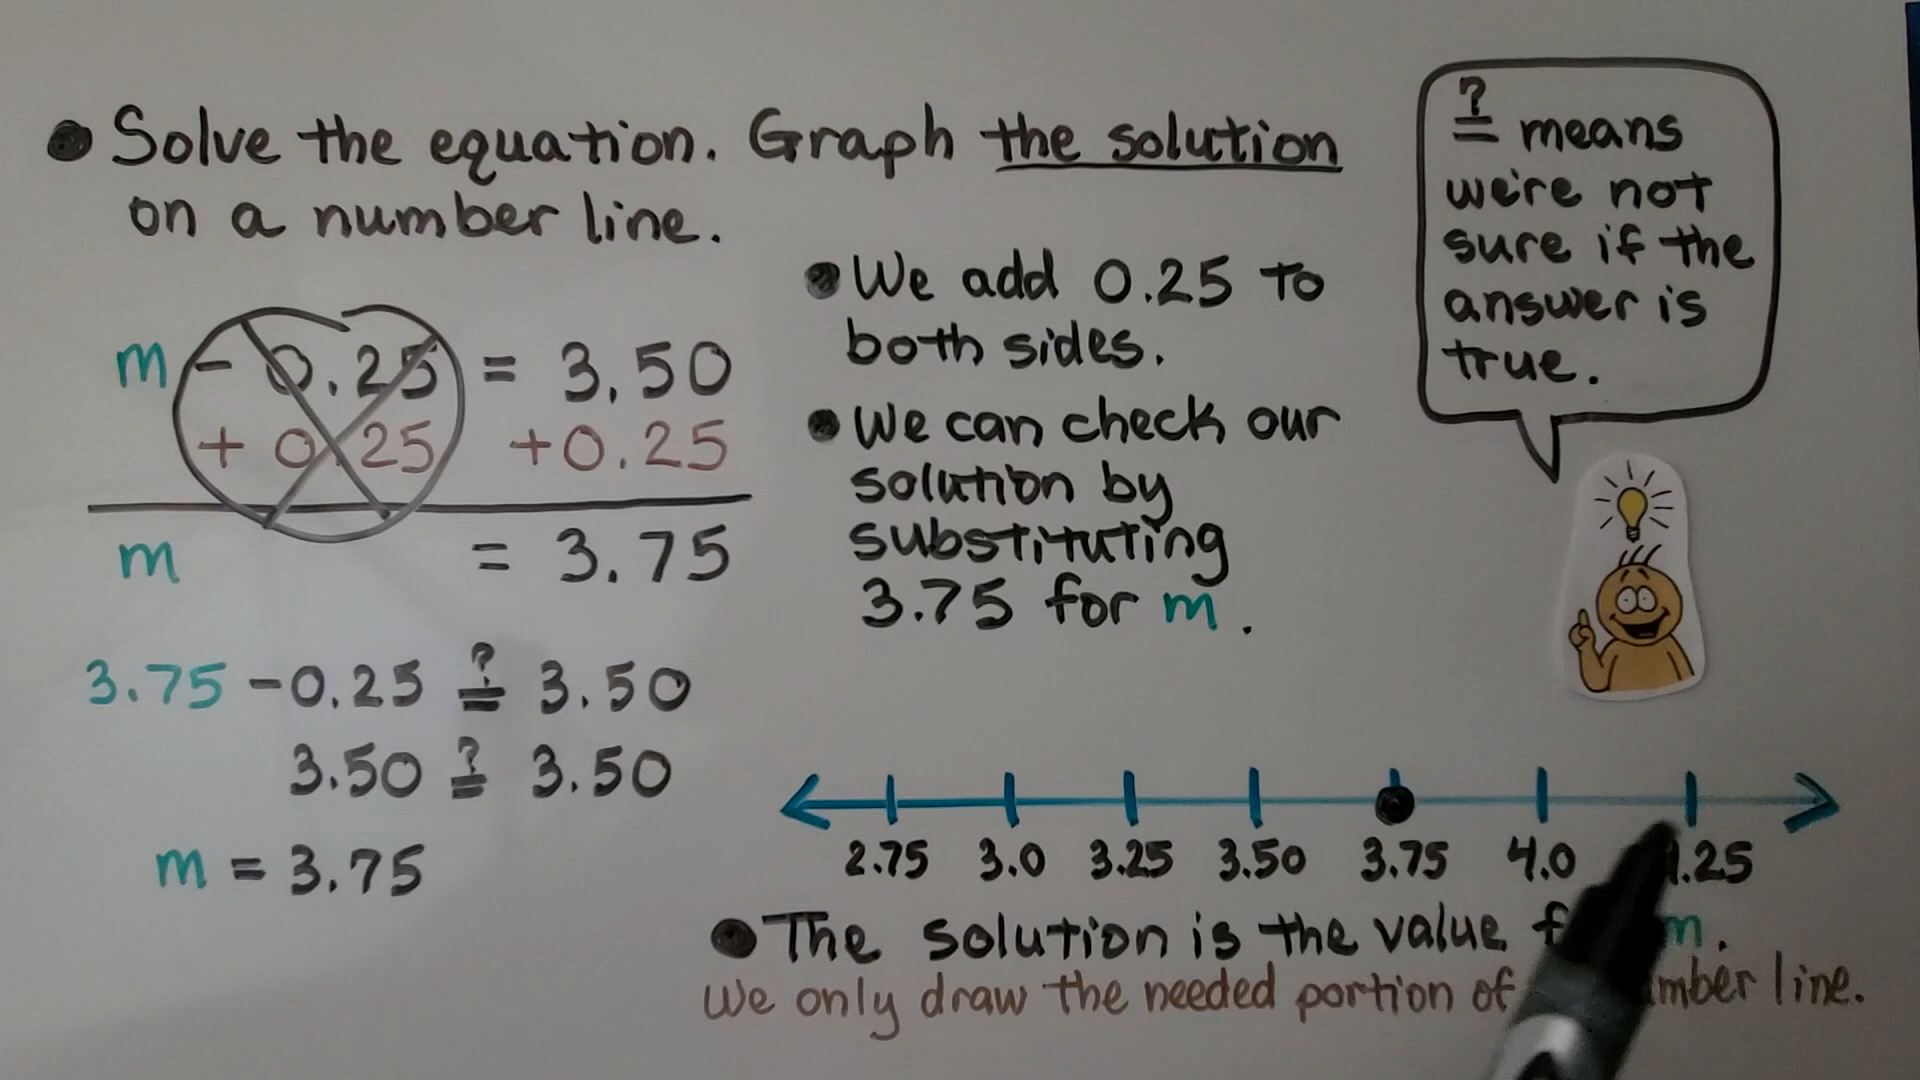 ● Solve the equation. Graph the solution
on a number line.
m - 0.25 = 3.50
+ 0.25 +0.25
m = 3.75
3.75 - 0.25 ≟ 3.50
3.50 ≟ 3.50
m = 3.75
● We add 0.25 to
both sides.
● We can check our
solution by
substituting
3.75 for m.
≟ means
we're not
sure if the
answer is
true.
2.75 3.0 3.25 3.50 3.75 4.0 .25
● The solution is the value m.
We only draw the needed portion of line.